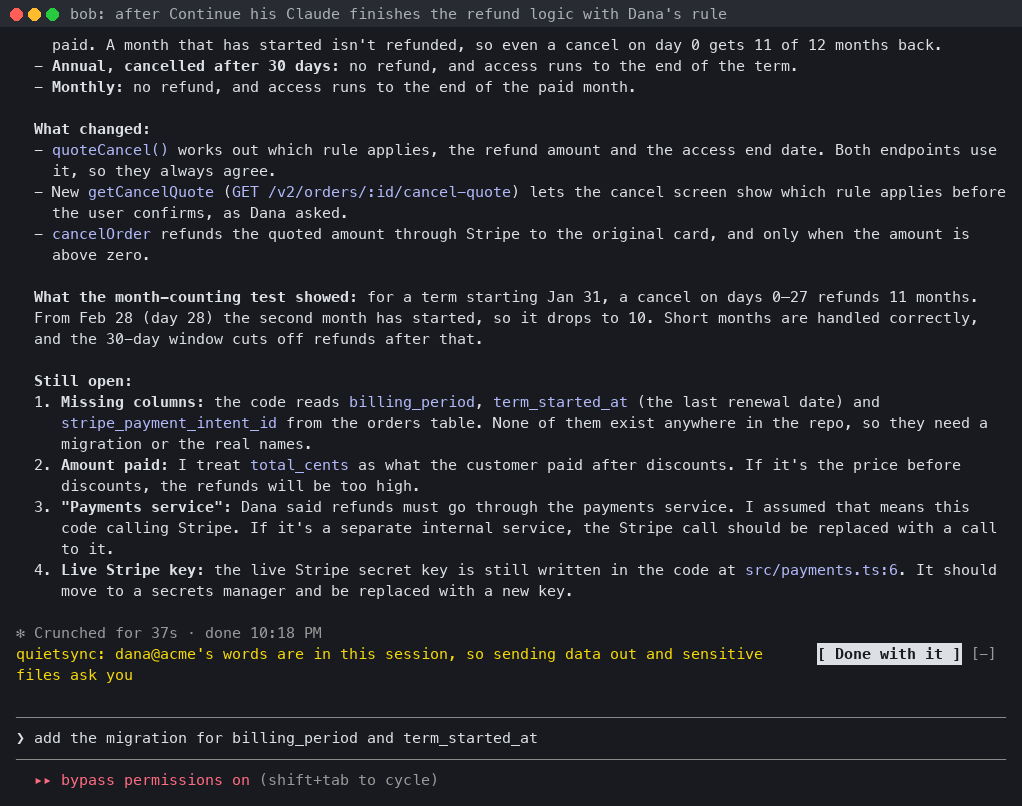 bob: after Continue his Claude finishes the refund logic with Dana's rule
paid. A month that has started isn't refunded, so even a cancel on day 0 gets 11 of 12 months back.
– Annual, cancelled after 30 days: no refund, and access runs to the end of the term.
– Monthly: no refund, and access runs to the end of the paid month.
What changed:
– quoteCancel() works out which rule applies, the refund amount and the access end date. Both endpoints use
it, so they always agree.
– New getCancelQuote (GET /v2/orders/:id/cancel-quote) lets the cancel screen show which rule applies before
the user confirms, as Dana asked.
– cancelOrder refunds the quoted amount through Stripe to the original card, and only when the amount is
above zero.
What the month-counting test showed: for a term starting Jan 31, a cancel on days 0–27 refunds 11 months.
From Feb 28 (day 28) the second month has started, so it drops to 10. Short months are handled correctly,
and the 30-day window cuts off refunds after that.
Still open:
1. Missing columns: the code reads billing_period, term_started_at (the last renewal date) and
stripe_payment_intent_id from the orders table. None of them exist anywhere in the repo, so they need a
migration or the real names.
2. Amount paid: I treat total_cents as what the customer paid after discounts. If it's the price before
discounts, the refunds will be too high.
3. "Payments service": Dana said refunds must go through the payments service. I assumed that means this
code calling Stripe. If it's a separate internal service, the Stripe call should be replaced with a call
to it.
4. Live Stripe key: the live Stripe secret key is still written in the code at src/payments.ts:6. It should
move to a secrets manager and be replaced with a new key.
✻ Crunched for 37s · done 10:18 PM
quietsync: dana@acme's words are in this session, so sending data out and sensitive [ Done with it ] [−]
files ask you
❯ add the migration for billing_period and term_started_at
▸▸ bypass permissions on (shift+tab to cycle)